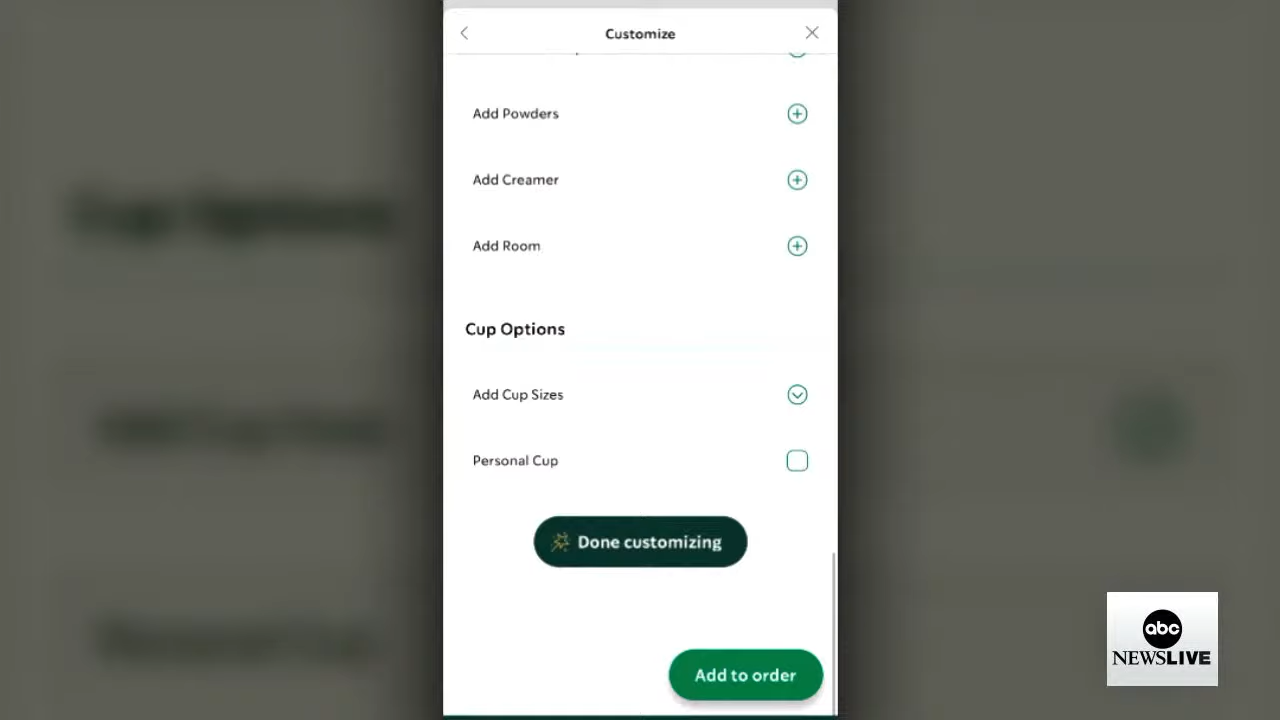 Customize
Add Powders
Add Creamer
Add Room
Cup Options
Add Cup Sizes
Personal Cup
Done customizing
Add to order
abc
NEWSLIVE